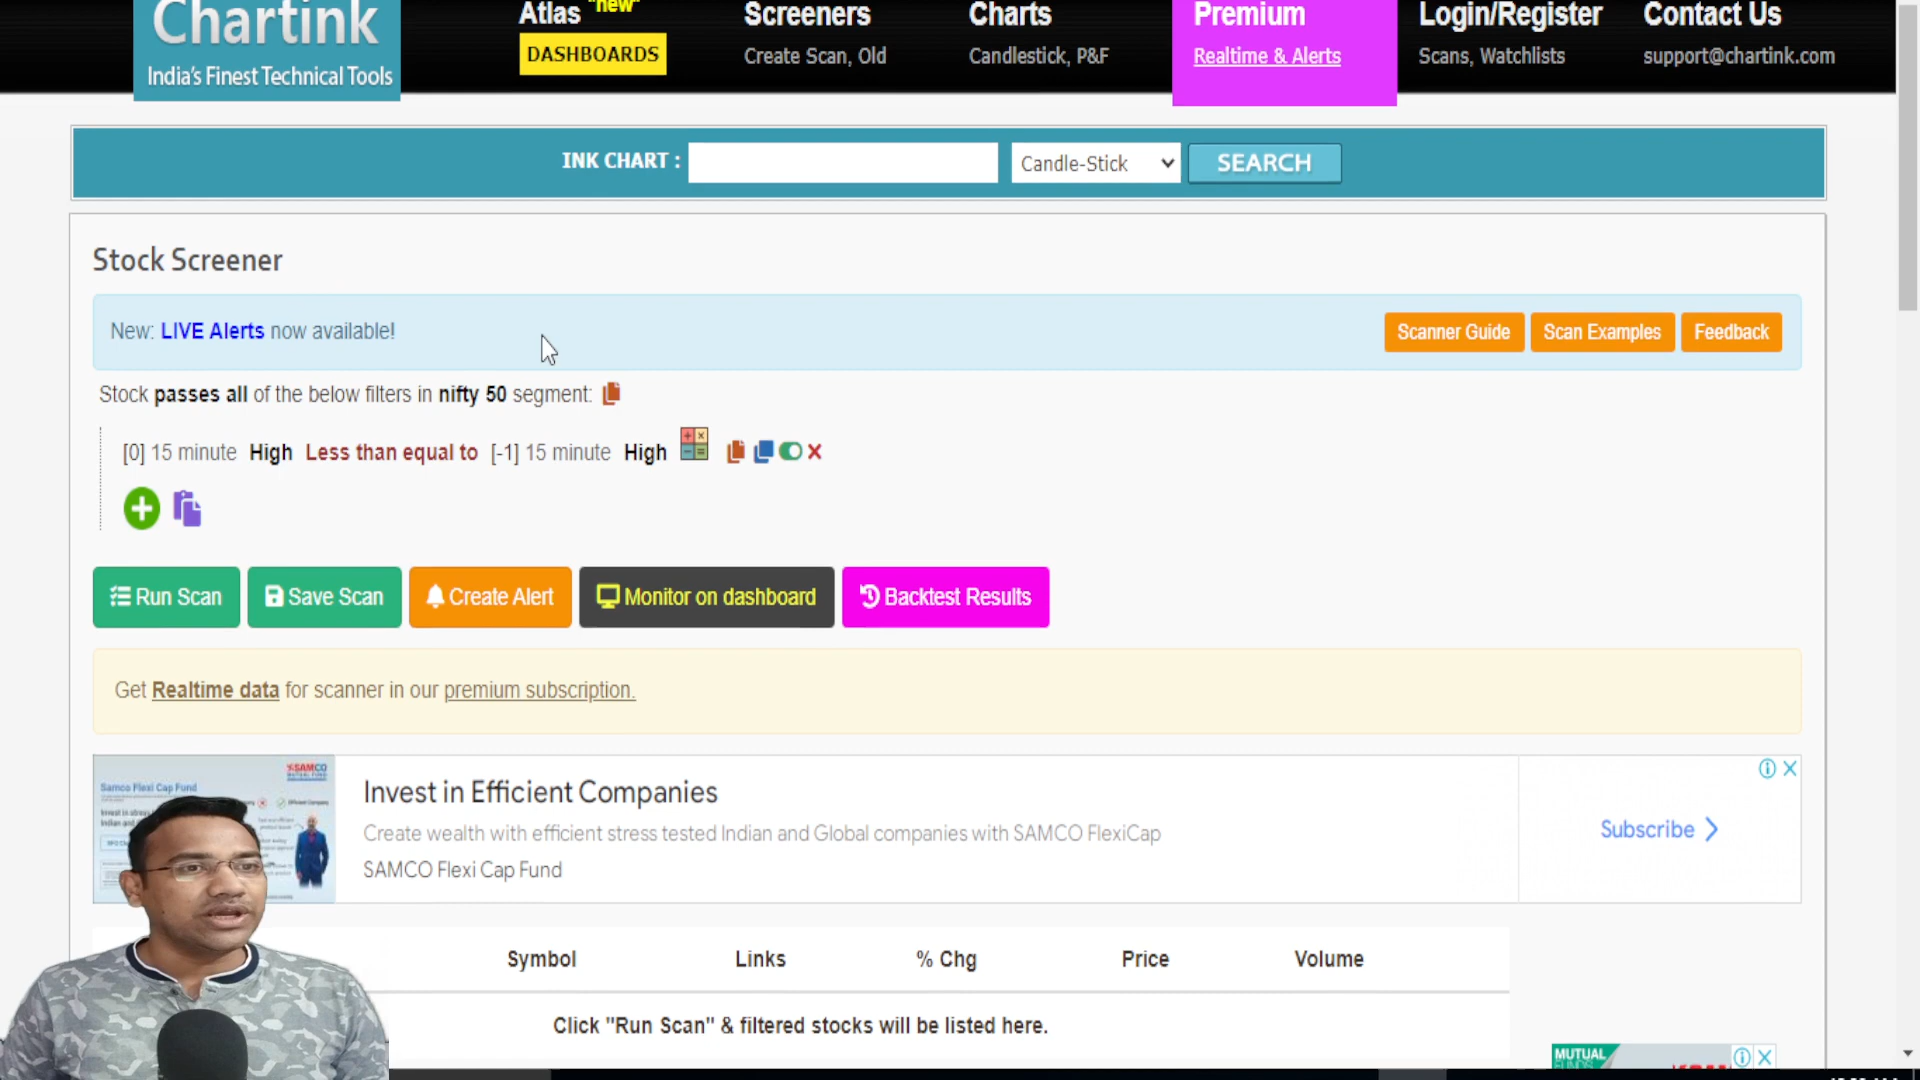 Chartink
India's Finest Technical Tools
Atlas "new"
DASHBOARDS
Screeners
Create Scan, Old
Charts
Candlestick, P&F
Premium
Realtime & Alerts
Login/Register
Scans, Watchlists
Contact Us
support@chartink.com
INK CHART : Candle-Stick SEARCH
Stock Screener
New: LIVE Alerts now available! Scanner Guide Scan Examples Feedback
Stock passes all of the below filters in nifty 50 segment:
[0] 15 minute High Less than equal to [-1] 15 minute High
Run Scan Save Scan Create Alert Monitor on dashboard Backtest Results
Get Realtime data for scanner in our premium subscription.
SAMCO
Samco Flexi Cap Fund
Invest in Efficient Companies
Create wealth with efficient stress tested Indian and Global companies with SAMCO FlexiCap
SAMCO Flexi Cap Fund
Subscribe
Symbol Links % Chg Price Volume
Click "Run Scan" & filtered stocks will be listed here.
MUTUAL